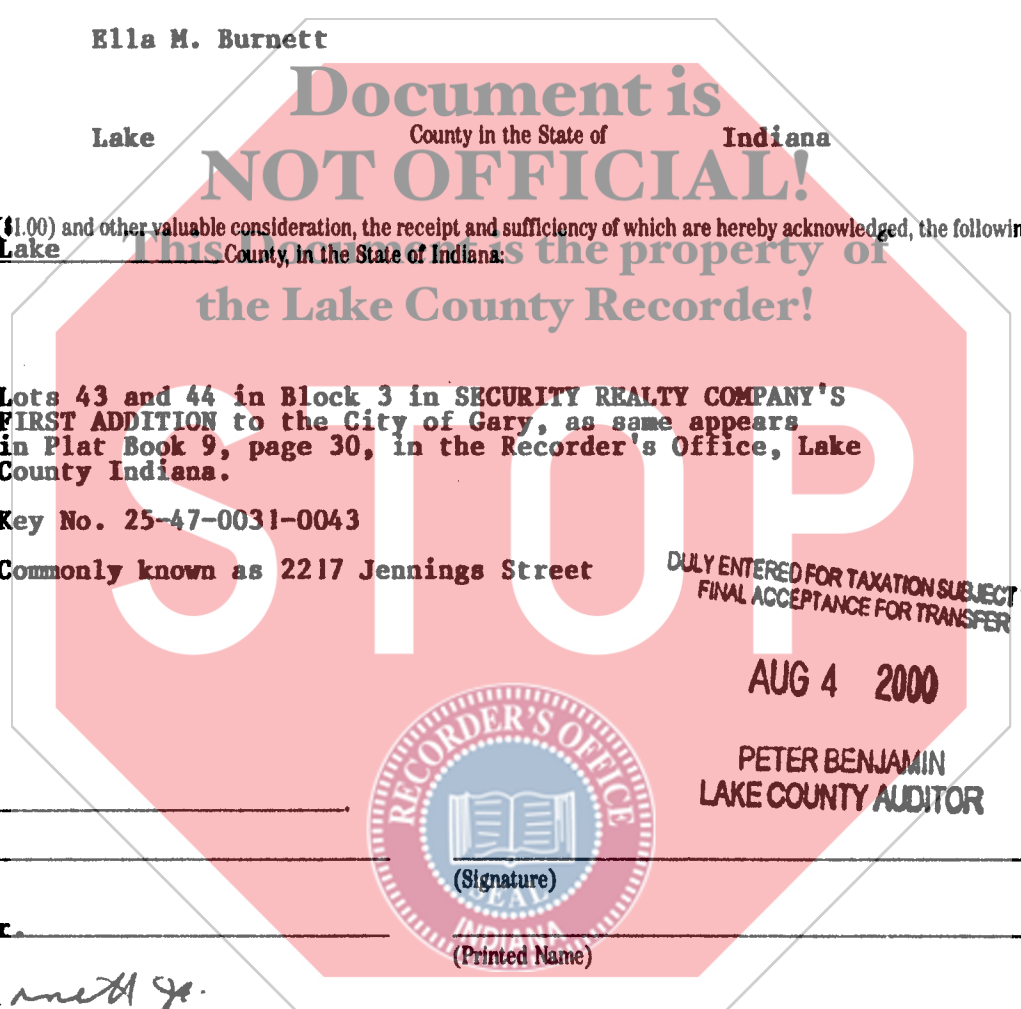 Ella M. Burnett
Document is
Lake County in the State of Indiana
NOT OFFICIAL!
($1.00) and other valuable consideration, the receipt and sufficiency of which are hereby acknowledged, the followin
Lake County, in the State of Indiana:
This Document is the property of
the Lake County Recorder!
Lots 43 and 44 in Block 3 in SECURITY REALTY COMPANY'S
FIRST ADDITION to the City of Gary, as same appears
in Plat Book 9, page 30, in the Recorder's Office, Lake
County Indiana.
Key No. 25-47-0031-0043
STOP
Commonly known as 2217 Jennings Street
DULY ENTERED FOR TAXATION SUBJECT
FINAL ACCEPTANCE FOR TRANSFER
AUG 4 2000
PETER BENJAMIN
LAKE COUNTY AUDITOR
RECORDER'S OFFICE
SEAL
INDIANA
(Signature)
r.
(Printed Name)
rnett Jr.